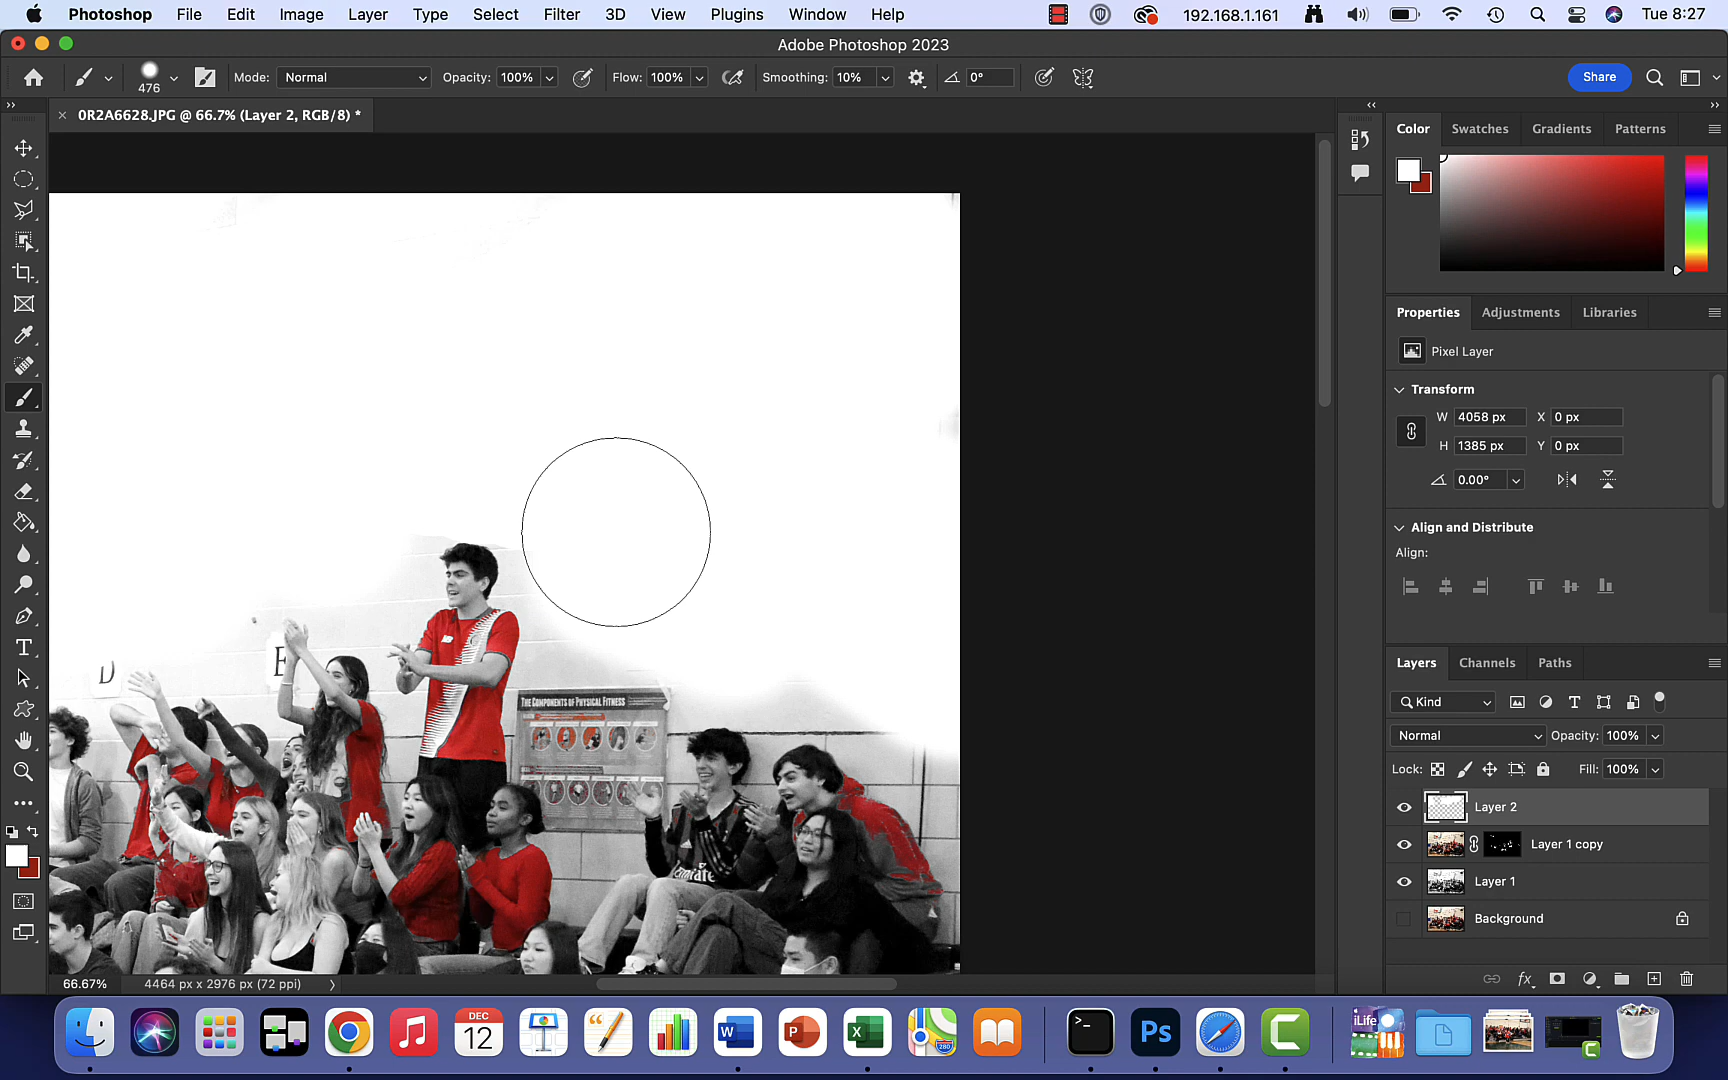 Photoshop File Edit Image Layer Type Select Filter 3D View Plugins Window Help 192.168.1.161 Tue 8:27
Adobe Photoshop 2023
476 Mode: Normal Opacity: 100% Flow: 100% Smoothing: 10% 0° Share
0R2A6628.JPG @ 66.7% (Layer 2, RGB/8) *
Color Swatches Gradients Patterns
Properties Adjustments Libraries
Pixel Layer
Transform
W 4058 px X 0 px
H 1385 px Y 0 px
0.00°
Align and Distribute
Align:
Layers Channels Paths
Kind
Normal Opacity: 100%
Lock: Fill: 100%
Layer 2
Layer 1 copy
Layer 1
Background
D
E
THE COMPONENTS OF PHYSICAL FITNESS
66.67% 4464 px x 2976 px (72 ppi)
DEC
12
280
iLife
W P X Ps C